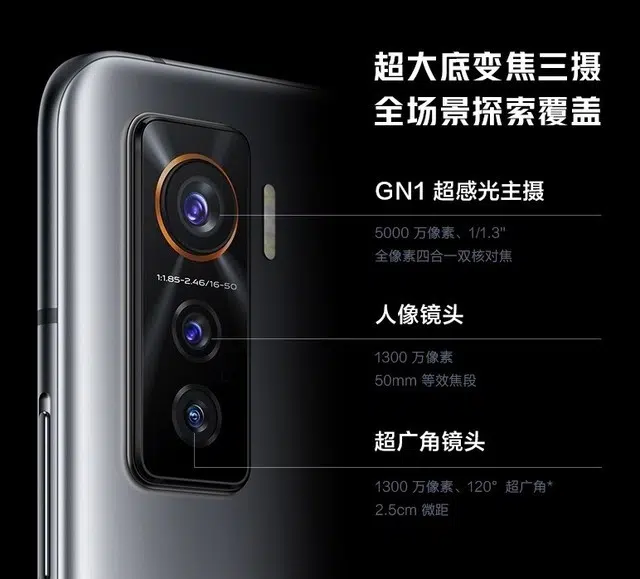 超大底变焦三摄
全场景探索覆盖
GN1 超感光主摄
5000 万像素、1/1.3"
全像素四合一双核对焦
1:1.85-2.46/16-50
人像镜头
1300 万像素
50mm 等效焦段
超广角镜头
1300 万像素、120° 超广角*
2.5cm 微距